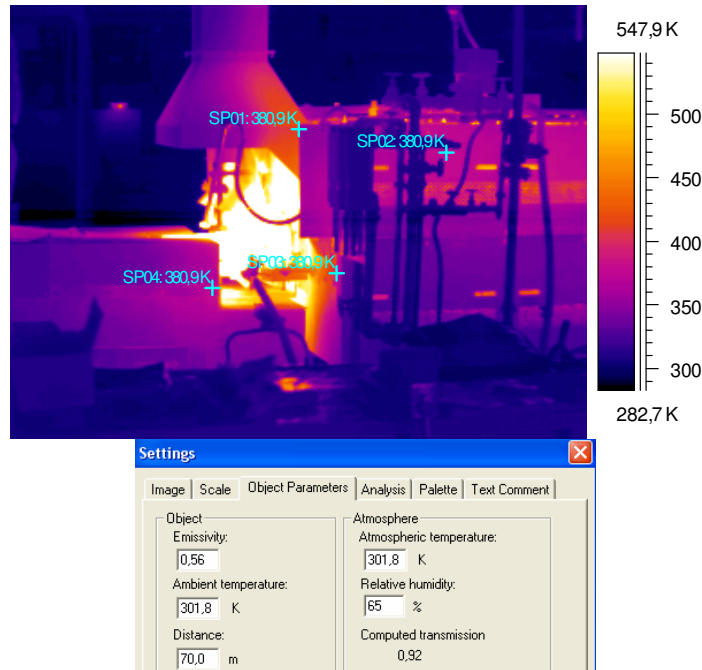 547,9 K
SP01: 380,9K
SP02: 380,9K
500
450
400
SP03: 380,9K
SP04: 380,9K
350
300
282,7 K
Settings
Image Scale Object Parameters Analysis Palette Text Comment
Object
Emissivity:
0,56
Ambient temperature:
301,8 K
Distance:
70,0 m
Atmosphere
Atmospheric temperature:
301,8 K
Relative humidity:
65 %
Computed transmission
0,92